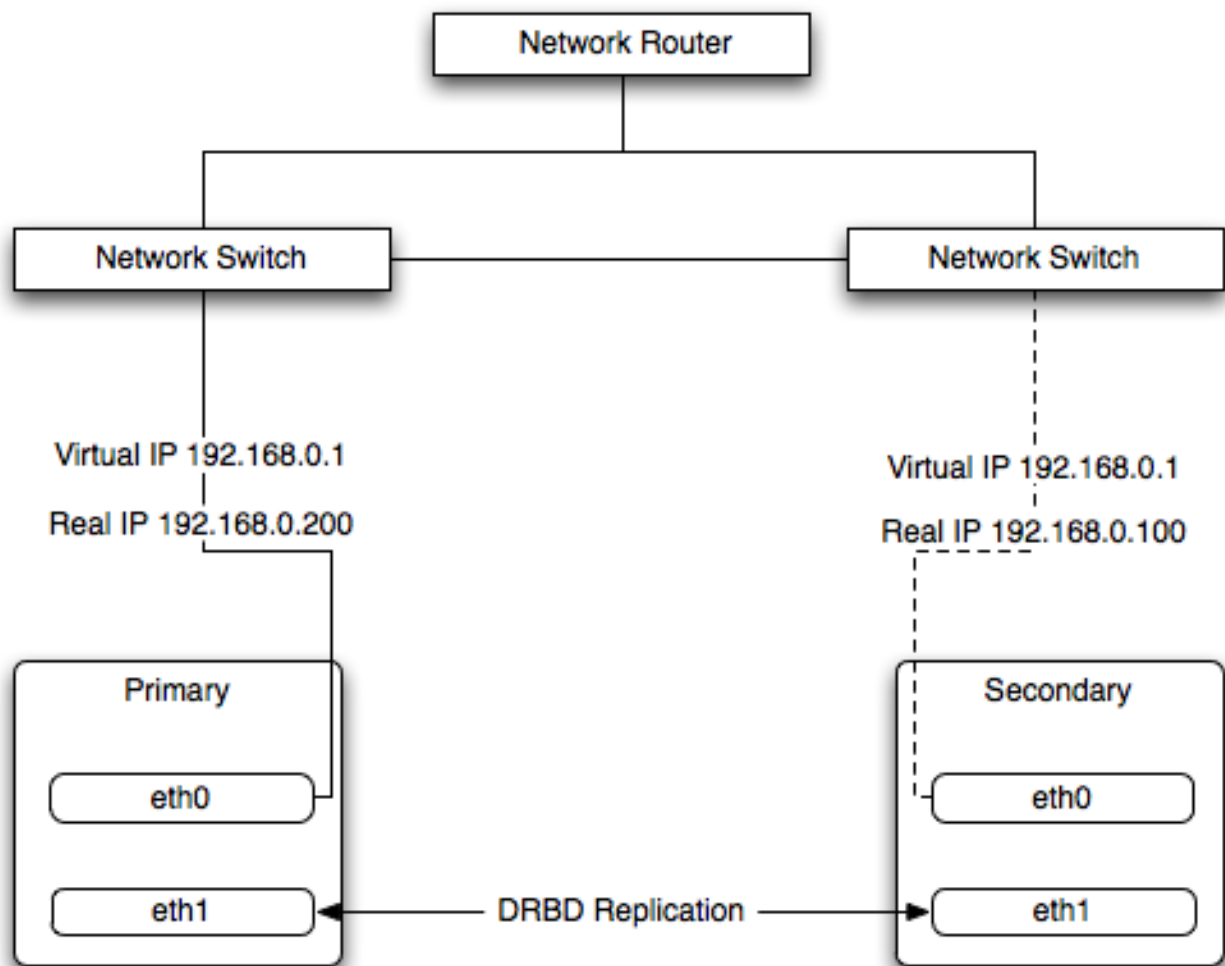 Network Router
Network Switch
Network Switch
Virtual IP 192.168.0.1
Virtual IP 192.168.0.1
Real IP 192.168.0.200
Real IP 192.168.0.100
Primary
Secondary
eth0
eth0
eth1
DRBD Replication
eth1